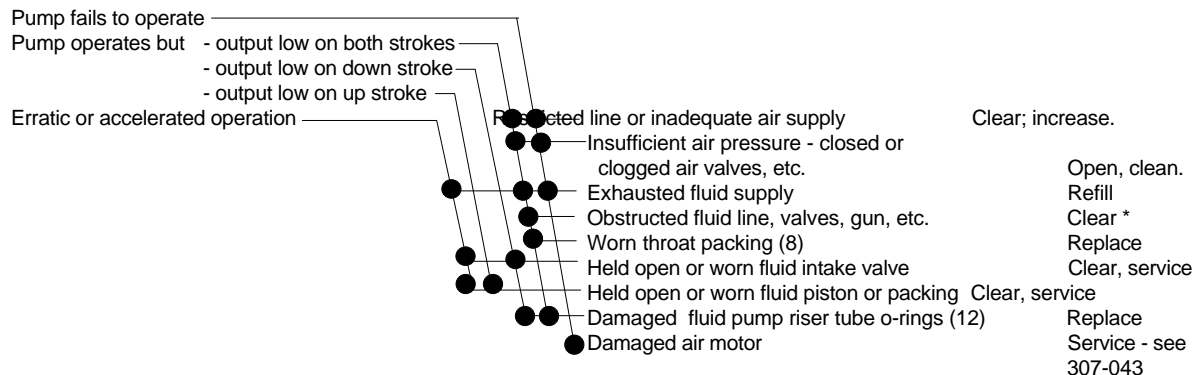 Pump fails to operate
Pump operates but - output low on both strokes
- output low on down stroke
- output low on up stroke
Erratic or accelerated operation
Restricted line or inadequate air supply Clear; increase.
Insufficient air pressure - closed or
clogged air valves, etc. Open, clean.
Exhausted fluid supply Refill
Obstructed fluid line, valves, gun, etc. Clear *
Worn throat packing (8) Replace
Held open or worn fluid intake valve Clear, service
Held open or worn fluid piston or packing Clear, service
Damaged fluid pump riser tube o-rings (12) Replace
Damaged air motor Service - see
307-043